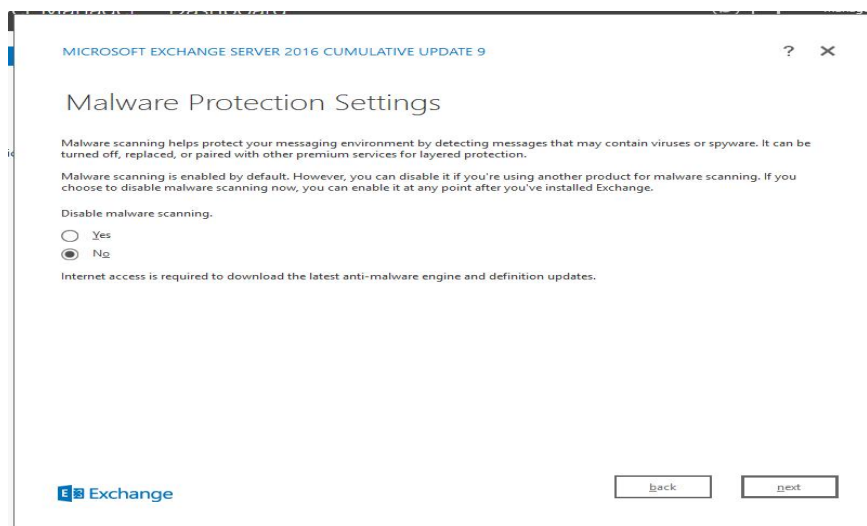 MICROSOFT EXCHANGE SERVER 2016 CUMULATIVE UPDATE 9
? ✕
Malware Protection Settings
Malware scanning helps protect your messaging environment by detecting messages that may contain viruses or spyware. It can be
turned off, replaced, or paired with other premium services for layered protection.
Malware scanning is enabled by default. However, you can disable it if you're using another product for malware scanning. If you
choose to disable malware scanning now, you can enable it at any point after you've installed Exchange.
Disable malware scanning.
Yes
No
Internet access is required to download the latest anti-malware engine and definition updates.
E Exchange
back
next